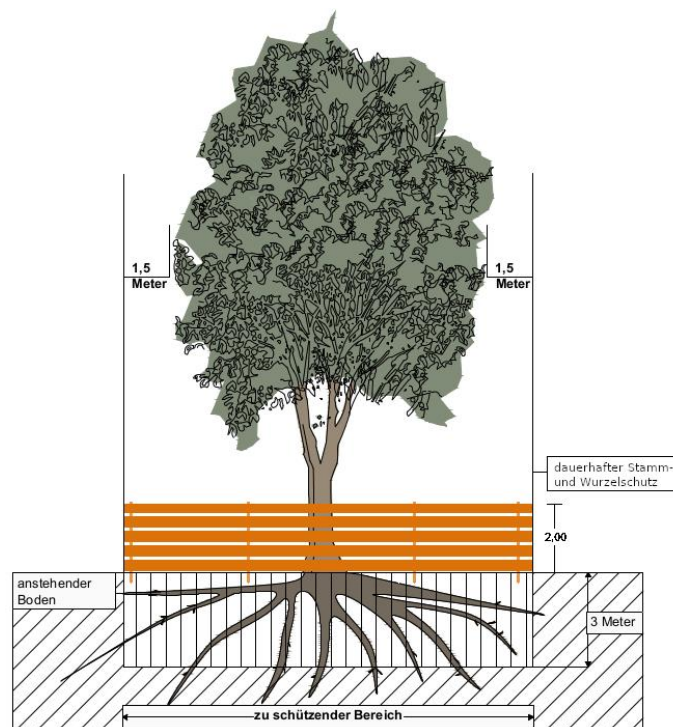 1,5
Meter
1,5
Meter
dauerhafter Stamm-
und Wurzelschutz
2,00
anstehender
Boden
3 Meter
zu schützender Bereich